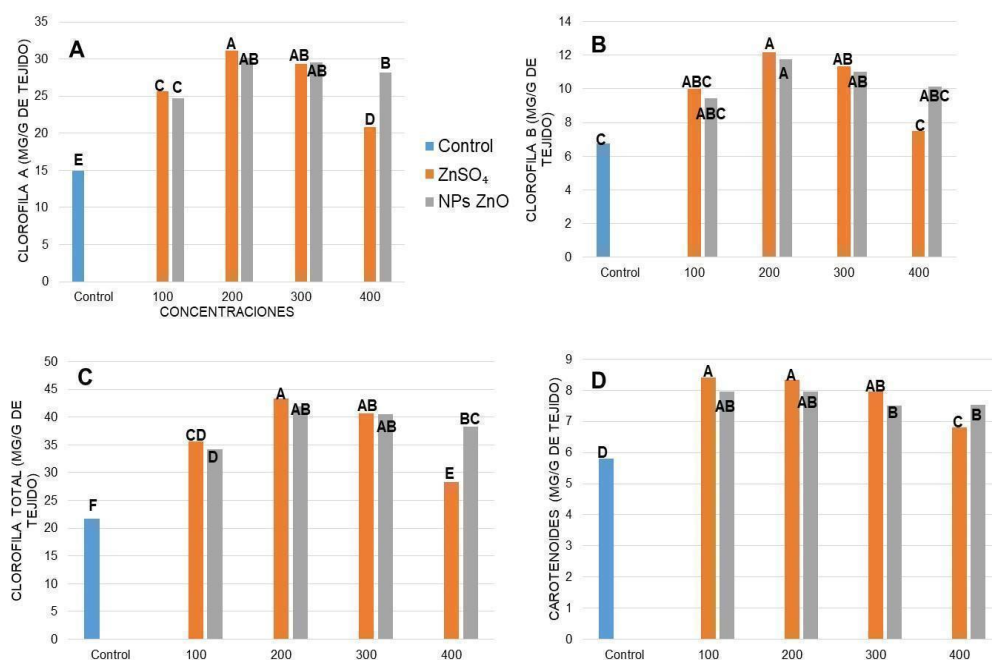 A
CLOROFILA A (MG/G DE TEJIDO)
35
30
25
20
15
10
5
0
E
C
C
A
AB
AB
AB
D
B
Control
100
200
300
400
CONCENTRACIONES
Control
ZnSO₄
NPs ZnO
B
CLOROFILA B (MG/G DE
TEJIDO)
14
12
10
8
6
4
2
0
C
ABC
ABC
A
A
AB
AB
C
ABC
Control
100
200
300
400
C
CLOROFILA TOTAL (MG/G DE
TEJIDO)
50
45
40
35
30
25
20
15
10
5
0
F
CD
D
A
AB
AB
AB
E
BC
Control
100
200
300
400
D
CAROTENOIDES (MG/G DE TEJIDO)
9
8
7
6
5
4
3
2
1
0
D
A
AB
A
AB
AB
B
C
B
Control
100
200
300
400